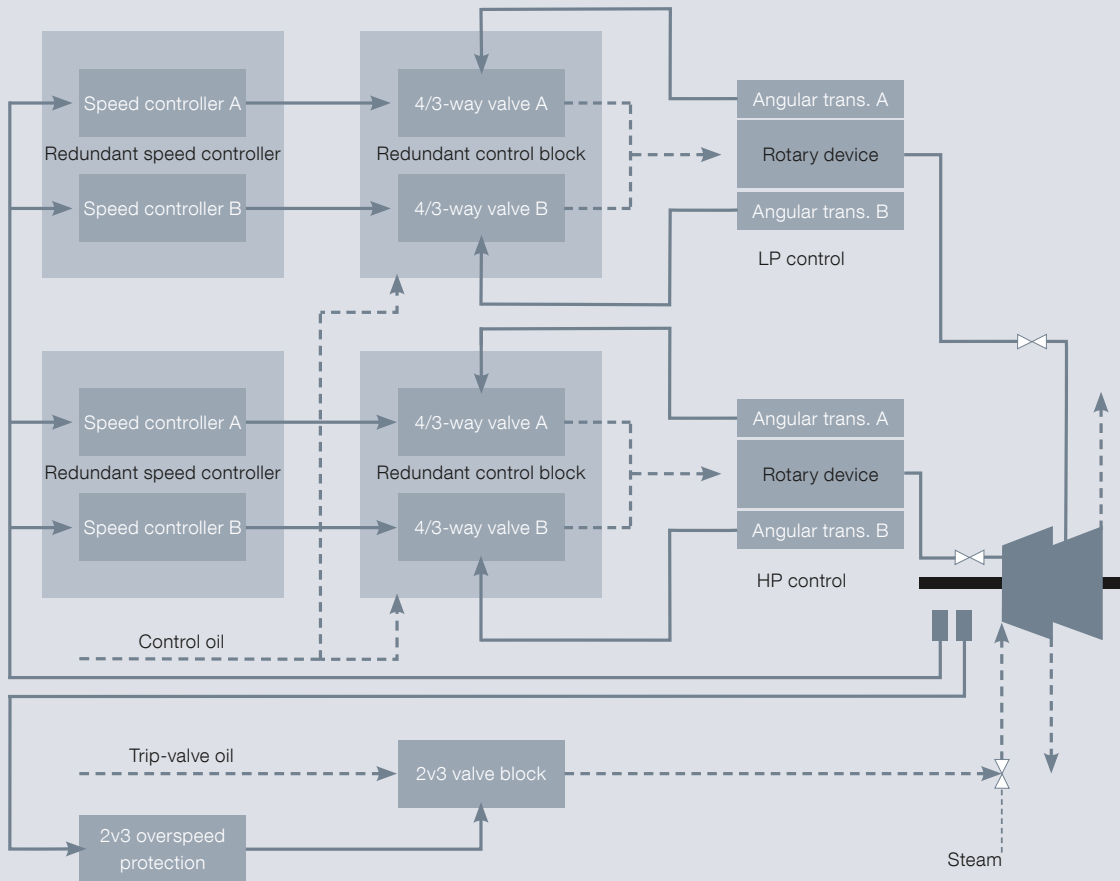 Speed controller A
Redundant speed controller
Speed controller B
4/3-way valve A
Redundant control block
4/3-way valve B
Angular trans. A
Rotary device
Angular trans. B
LP control
Speed controller A
Redundant speed controller
Speed controller B
4/3-way valve A
Redundant control block
4/3-way valve B
Angular trans. A
Rotary device
Angular trans. B
HP control
Control oil
Trip-valve oil
2v3 valve block
2v3 overspeed
protection
Steam